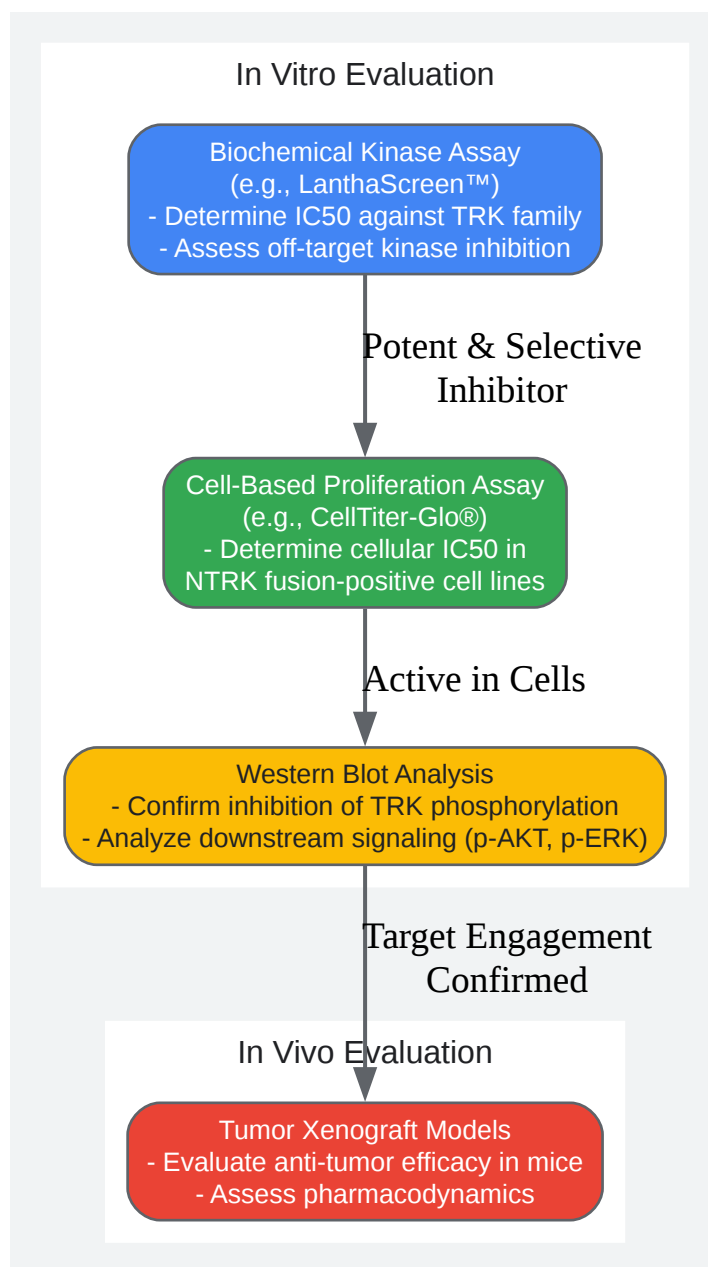 In Vitro Evaluation
Biochemical Kinase Assay
(e.g., LanthaScreen™)
- Determine IC50 against TRK family
- Assess off-target kinase inhibition
Potent & Selective
Inhibitor
Cell-Based Proliferation Assay
(e.g., CellTiter-Glo®)
- Determine cellular IC50 in
NTRK fusion-positive cell lines
Active in Cells
Western Blot Analysis
- Confirm inhibition of TRK phosphorylation
- Analyze downstream signaling (p-AKT, p-ERK)
Target Engagement
Confirmed
In Vivo Evaluation
Tumor Xenograft Models
- Evaluate anti-tumor efficacy in mice
- Assess pharmacodynamics